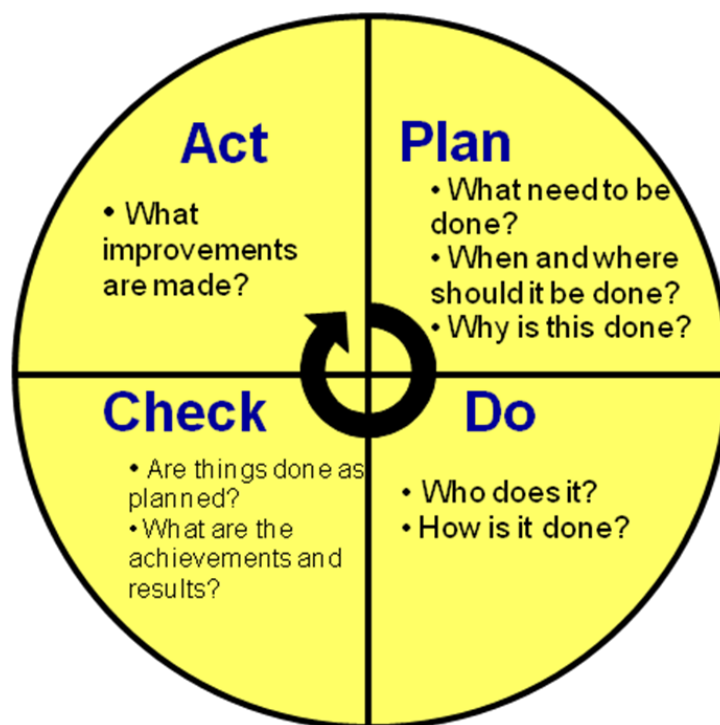 Act
• What
improvements
are made?
Plan
• What need to be
done?
• When and where
should it be done?
• Why is this done?
Check
• Are things done as
planned?
• What are the
achievements and
results?
Do
• Who does it?
• How is it done?